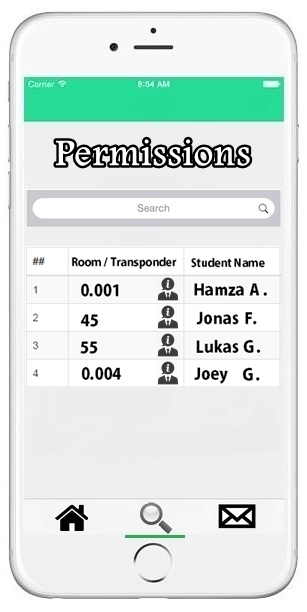 Carrier 8:54 AM
Permissions
Search
## Room / Transponder Student Name
1 0.001 Hamza A.
2 45 Jonas F.
3 55 Lukas G.
4 0.004 Joey G.